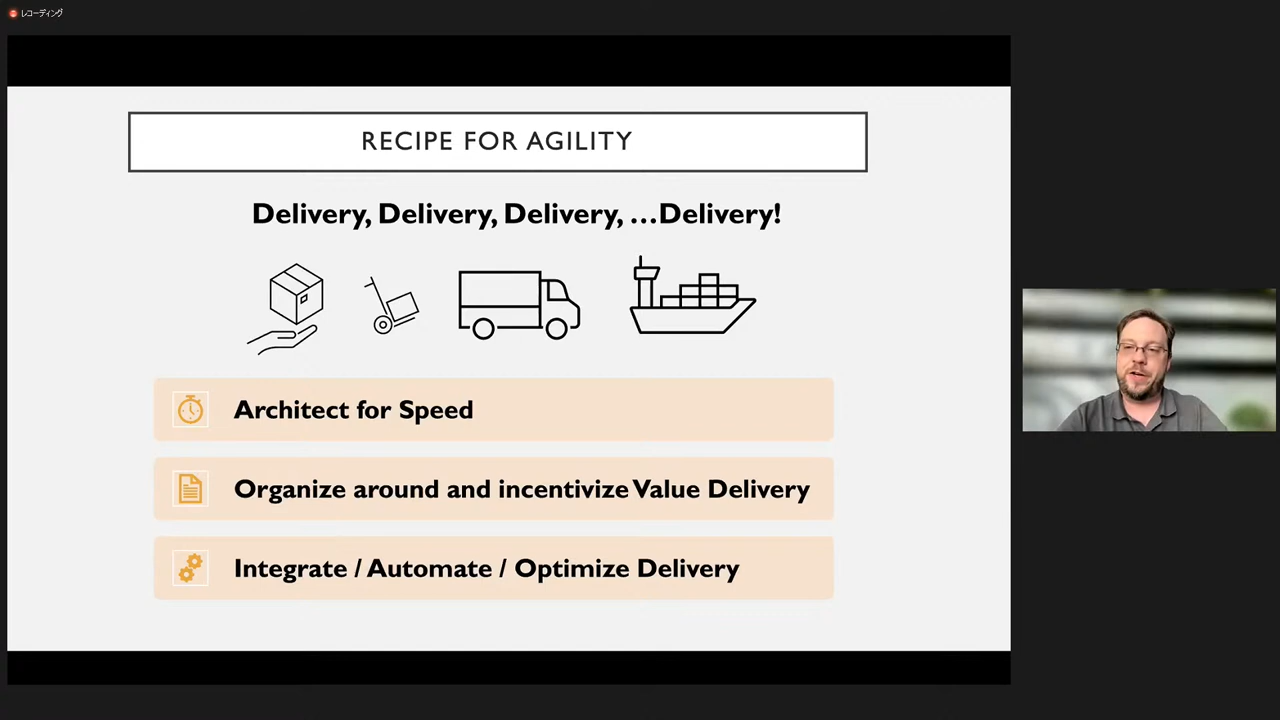 レコーディング
RECIPE FOR AGILITY
Delivery, Delivery, Delivery, ...Delivery!
Architect for Speed
Organize around and incentivize Value Delivery
Integrate / Automate / Optimize Delivery